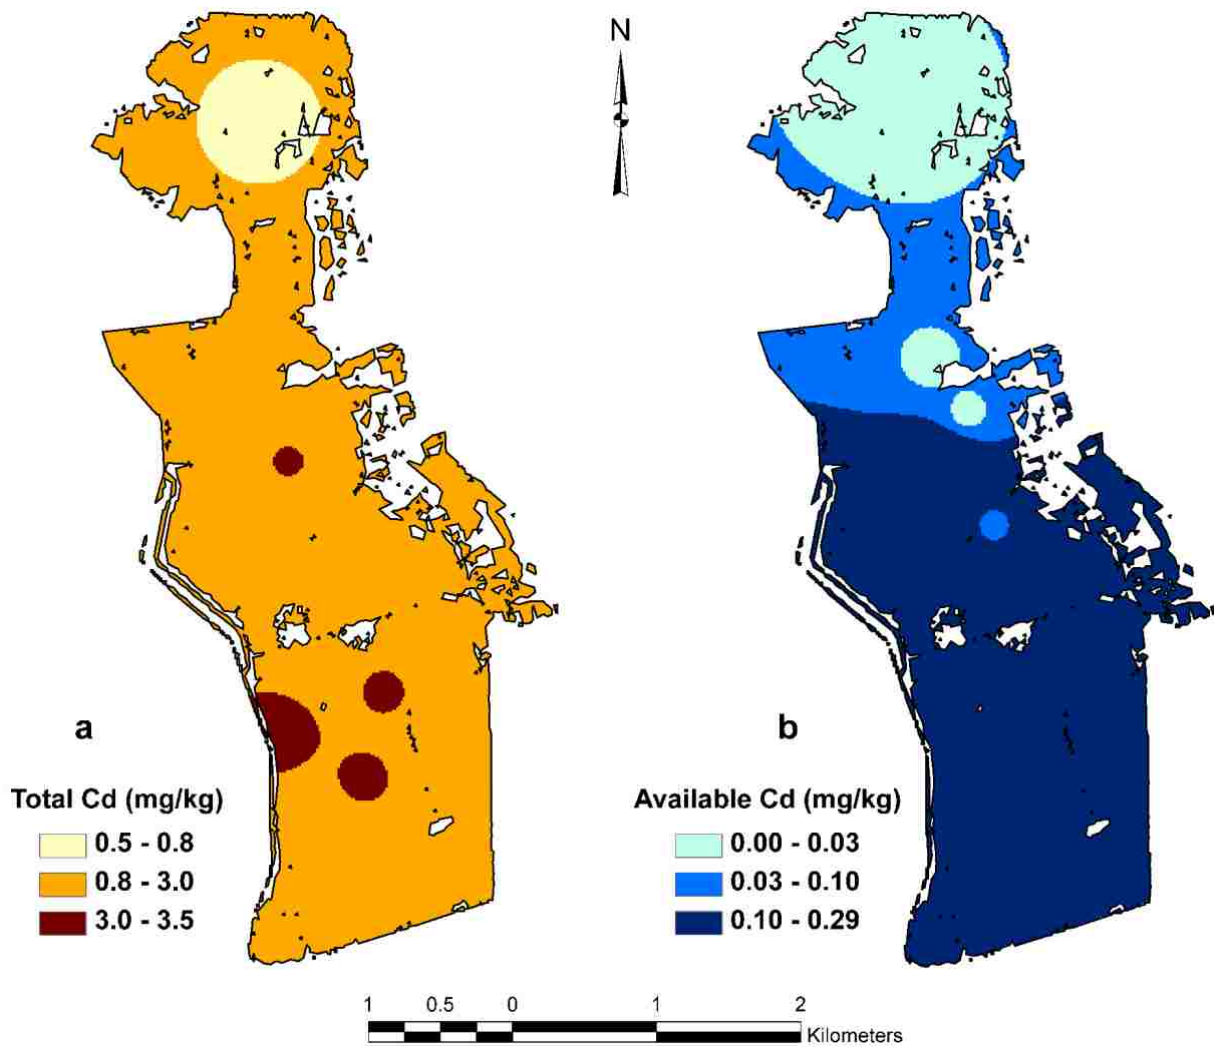 N
a
b
Total Cd (mg/kg)
0.5 - 0.8
0.8 - 3.0
3.0 - 3.5
Available Cd (mg/kg)
0.00 - 0.03
0.03 - 0.10
0.10 - 0.29
1 0.5 0 1 2
Kilometers